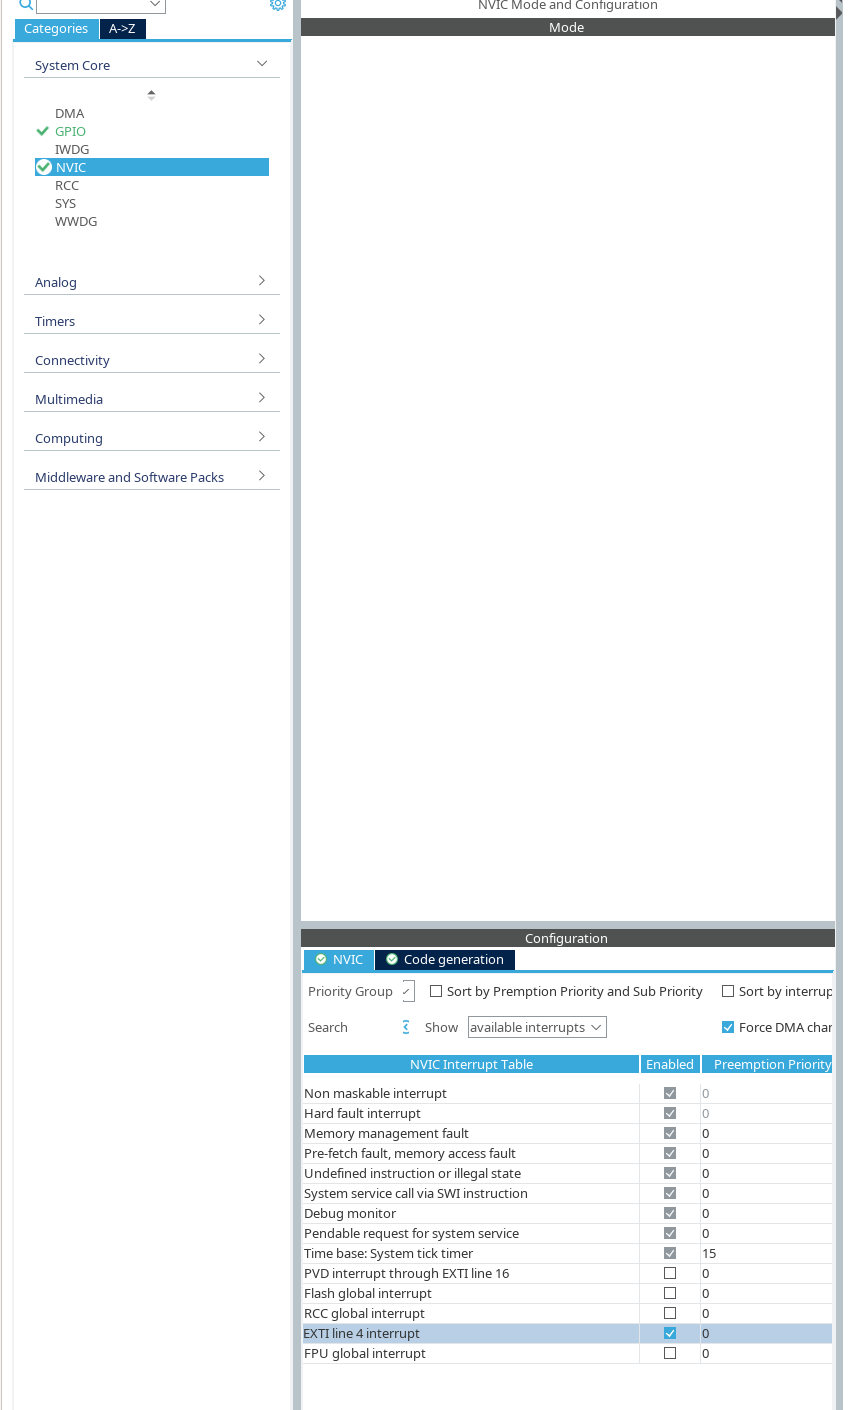 NVIC Mode and Configuration
Mode
Categories A->Z
System Core
DMA
GPIO
IWDG
NVIC
RCC
SYS
WWDG
Analog
Timers
Connectivity
Multimedia
Computing
Middleware and Software Packs
Configuration
NVIC Code generation
Priority Group Sort by Premption Priority and Sub Priority Sort by interrup
Search Show available interrupts Force DMA chan
NVIC Interrupt Table Enabled Preemption Priority
Non maskable interrupt 0
Hard fault interrupt 0
Memory management fault 0
Pre-fetch fault, memory access fault 0
Undefined instruction or illegal state 0
System service call via SWI instruction 0
Debug monitor 0
Pendable request for system service 0
Time base: System tick timer 15
PVD interrupt through EXTI line 16 0
Flash global interrupt 0
RCC global interrupt 0
EXTI line 4 interrupt 0
FPU global interrupt 0